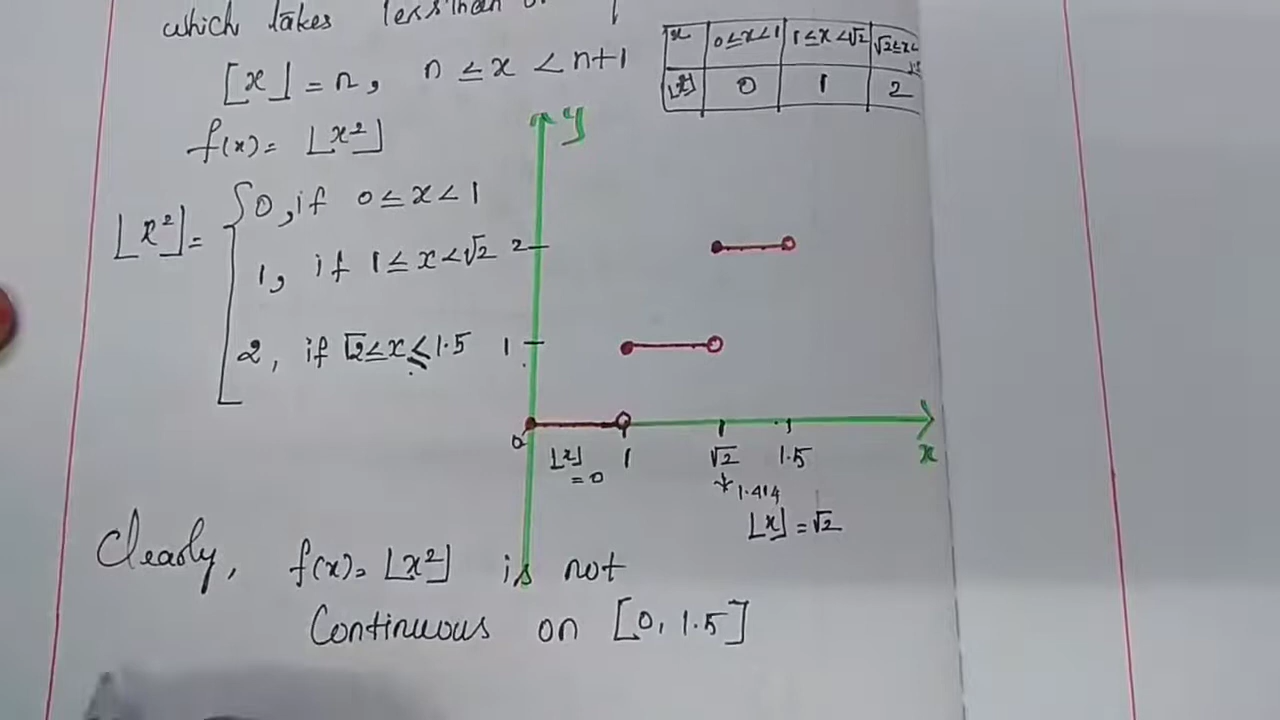 which takes less than or
⌊x⌋ = n, n ≤ x < n+1
x 0≤x<1 1≤x<√2 √2≤x<
⌊x²⌋ 0 1 2
f(x) = ⌊x²⌋
y
⌊x²⌋ = { 0, if 0 ≤ x < 1
1, if 1 ≤ x < √2
2, if √2 ≤ x ≤ 1.5
2
1
0
⌊x⌋ = 0
1 √2 1.5 x
1.414
⌊x⌋ = √2
Clearly, f(x) = ⌊x²⌋ is not
Continuous on [0, 1.5]